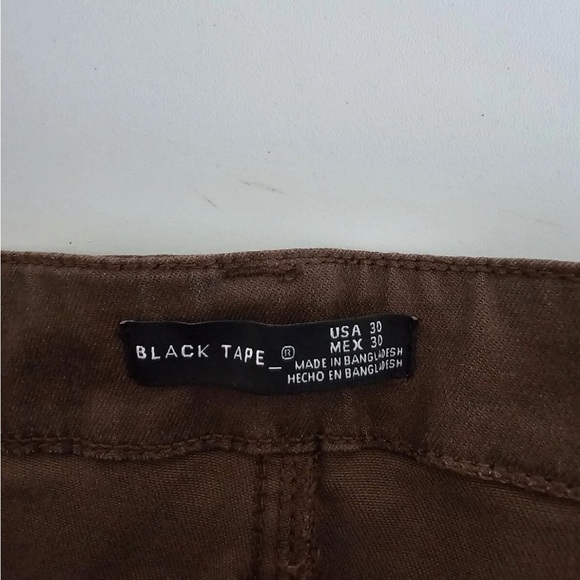 BLACK TAPE_®
USA 30
MEX 30
MADE IN BANGLADESH
HECHO EN BANGLADESH